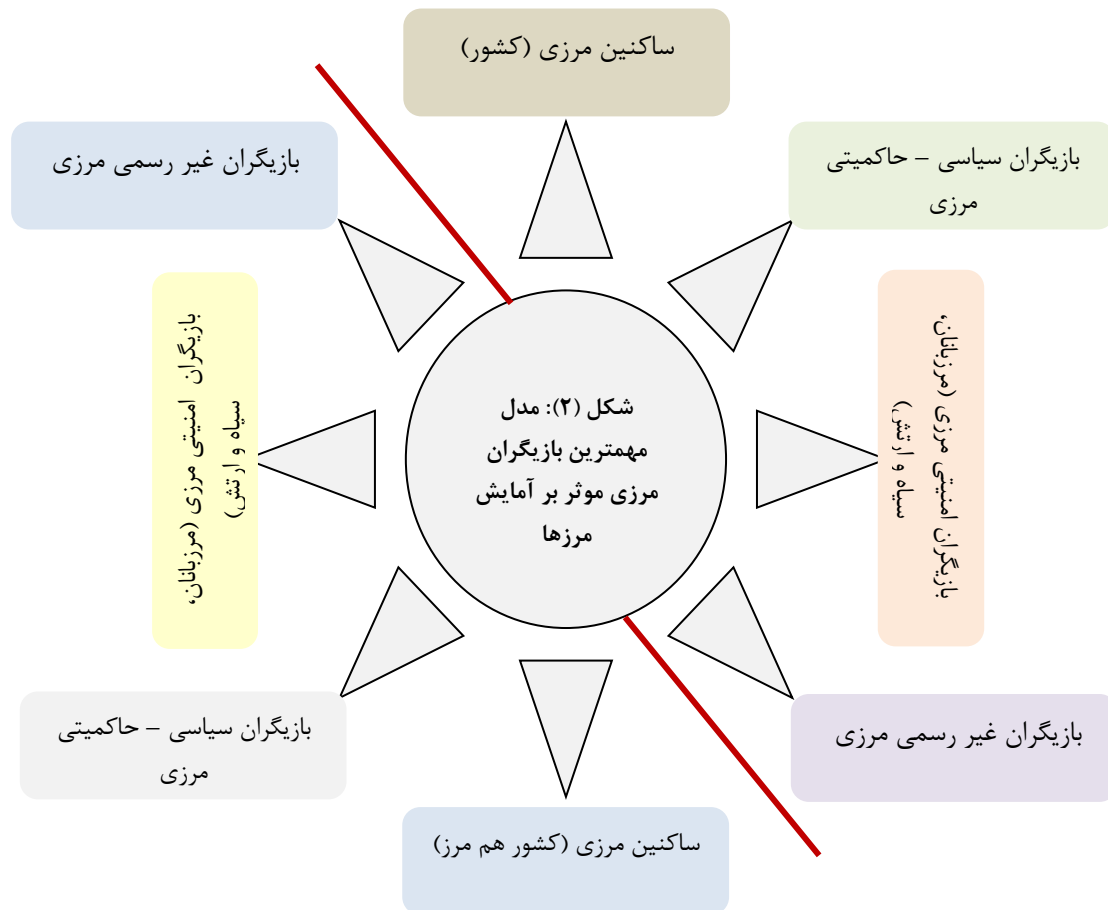 ساکنین مرزی (کشور)
بازیگران سیاسی – حاکمیتی
مرزی
بازیگران غیر رسمی مرزی
بازیگران امنیتی مرزی (مرزبانان،
سپاه و ارتش)
شکل (۲): مدل
مهمترین بازیگران
مرزی موثر بر آمایش
مرزها
بازیگران امنیتی مرزی (مرزبانان،
سپاه و ارتش)
بازیگران غیر رسمی مرزی
بازیگران سیاسی – حاکمیتی
مرزی
ساکنین مرزی (کشور هم مرز)